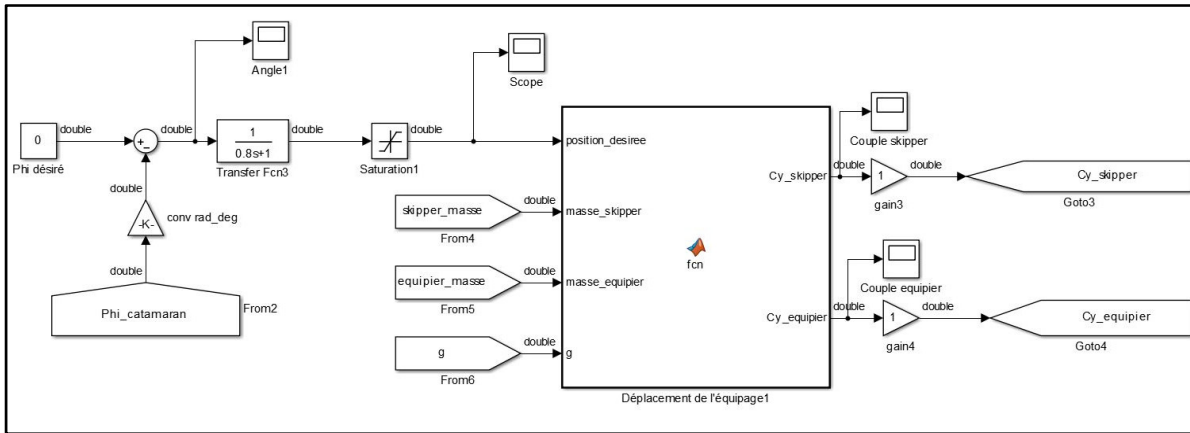 Angle1
Scope
0
double
Phi désiré
+
-
double
1
0.8s+1
Transfer Fcn3
double
Saturation1
double
double
-K-
conv rad_deg
double
Phi_catamaran
From2
skipper_masse
double
From4
equipier_masse
double
From5
g
double
From6
position_desiree
masse_skipper
masse_equipier
g
fcn
Cy_skipper
Cy_equipier
Déplacement de l'équipage1
Couple skipper
double
1
gain3
double
Cy_skipper
Goto3
Couple equipier
double
1
gain4
double
Cy_equipier
Goto4